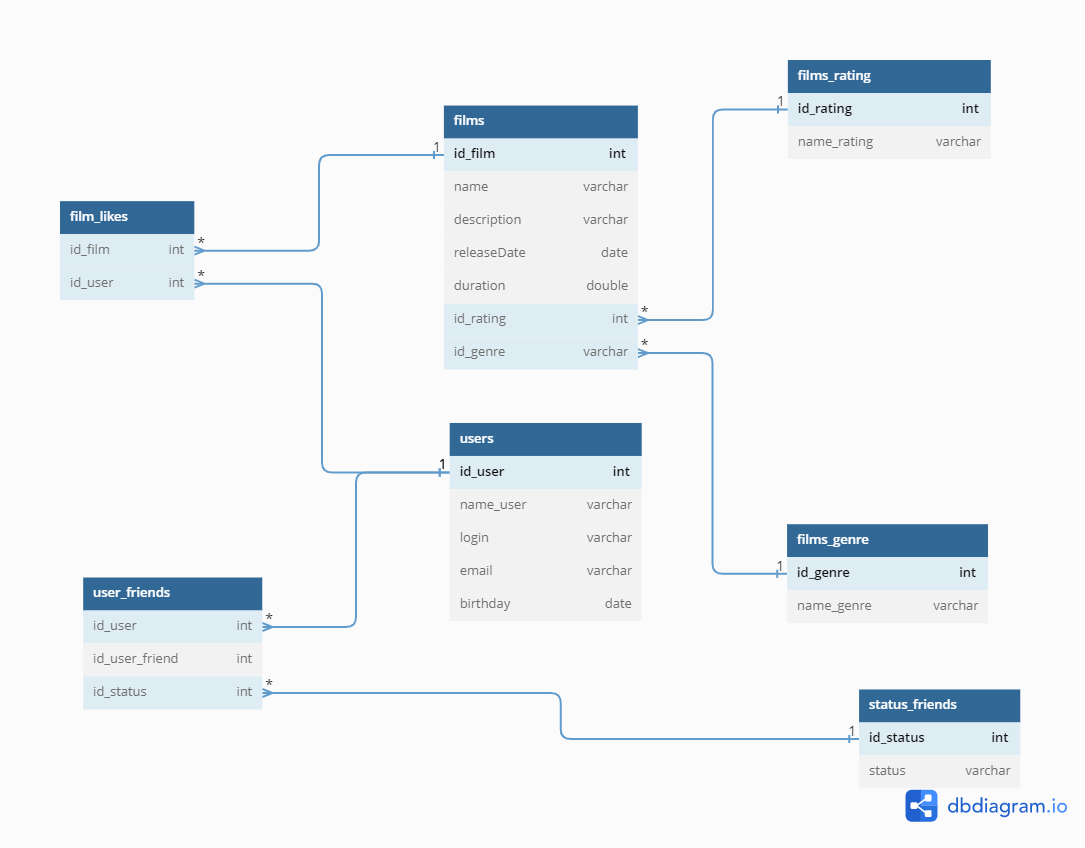 films_rating
1 id_rating int
name_rating varchar
films
1 id_film int
name varchar
description varchar
releaseDate date
duration double
id_rating int *
id_genre varchar *
film_likes
id_film int *
id_user int *
users
1 id_user int
name_user varchar
login varchar
email varchar
birthday date
films_genre
1 id_genre int
name_genre varchar
user_friends
id_user int *
id_user_friend int
id_status int *
status_friends
1 id_status int
status varchar
dbdiagram.io